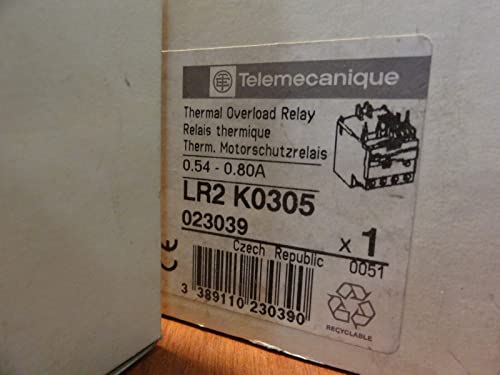 Telemecanique
Thermal Overload Relay
Relais thermique
Therm. Motorschutzrelais
0.54 - 0.80A
LR2 K0305
023039
x 1
Czech Republic
0051
CE
3 389110 230390
RECYCLABLE